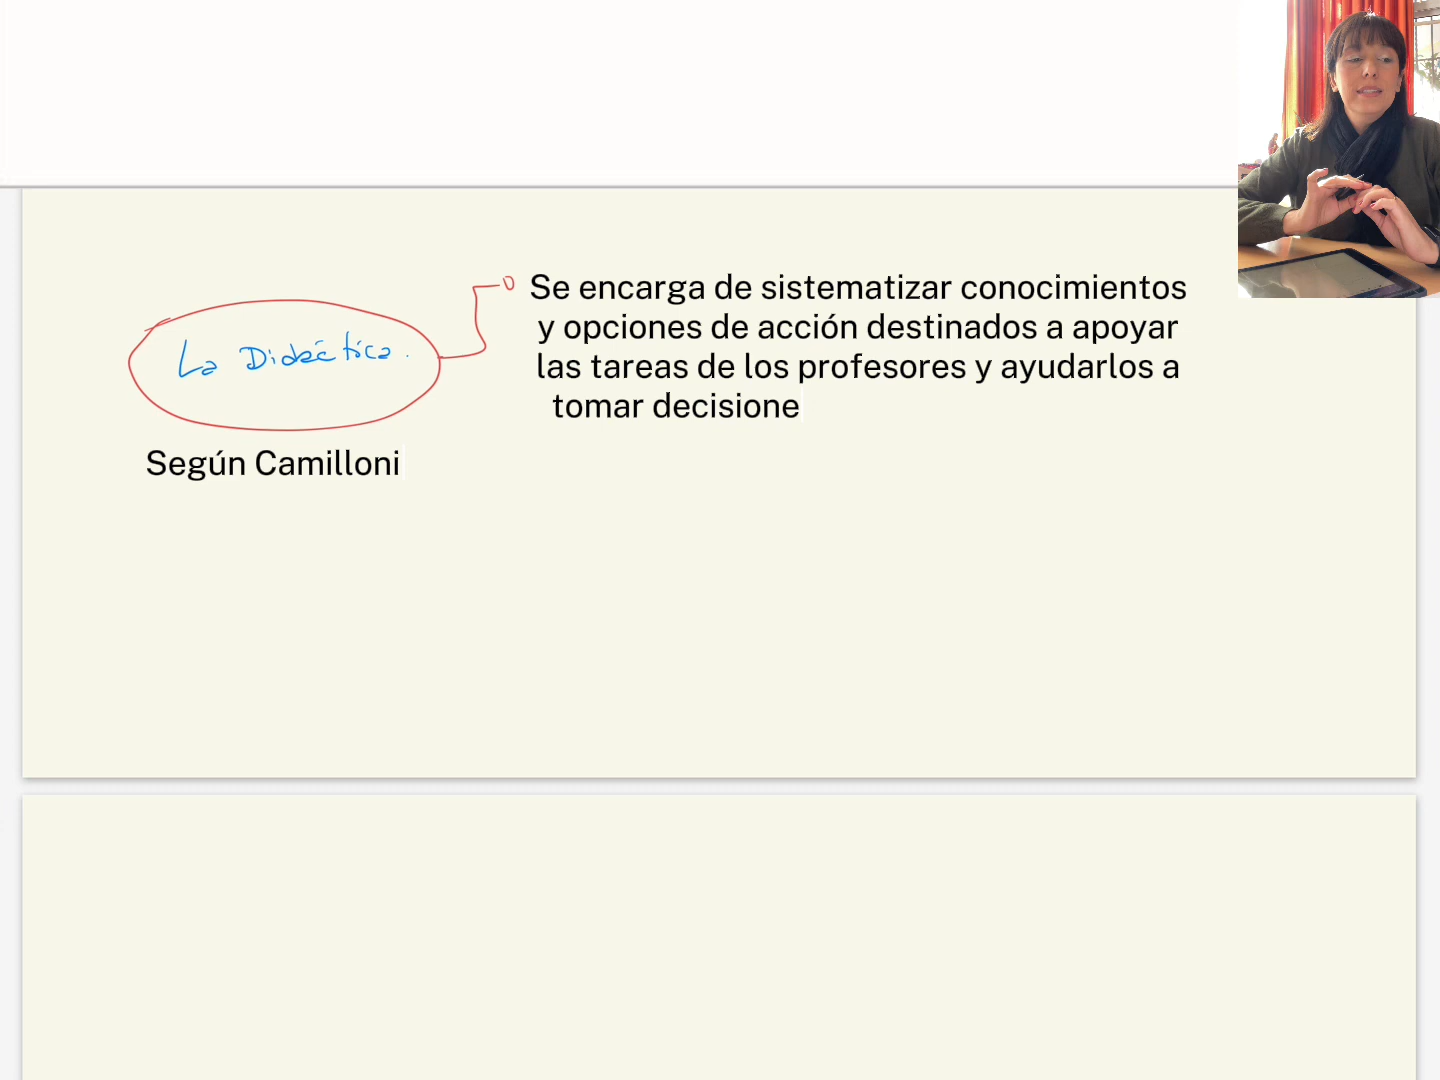 La Didáctica.
Según Camilloni
Se encarga de sistematizar conocimientos
y opciones de acción destinados a apoyar
las tareas de los profesores y ayudarlos a
tomar decisione